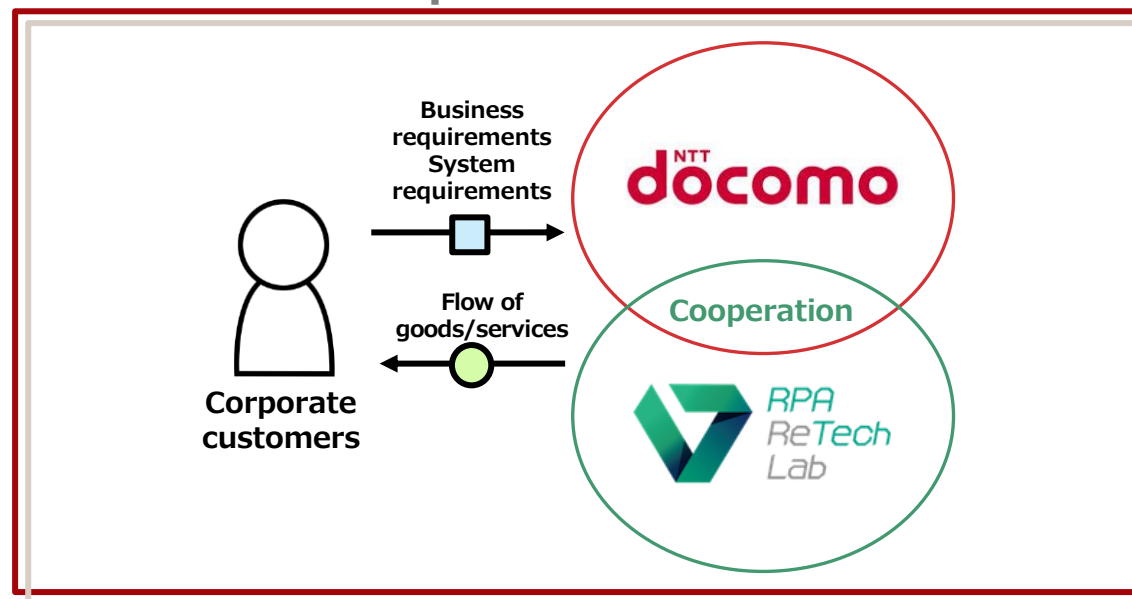 Business
requirements
System
requirements
NTT
docomo
Flow of
goods/services
Cooperation
Corporate
customers
RPA
ReTech
Lab